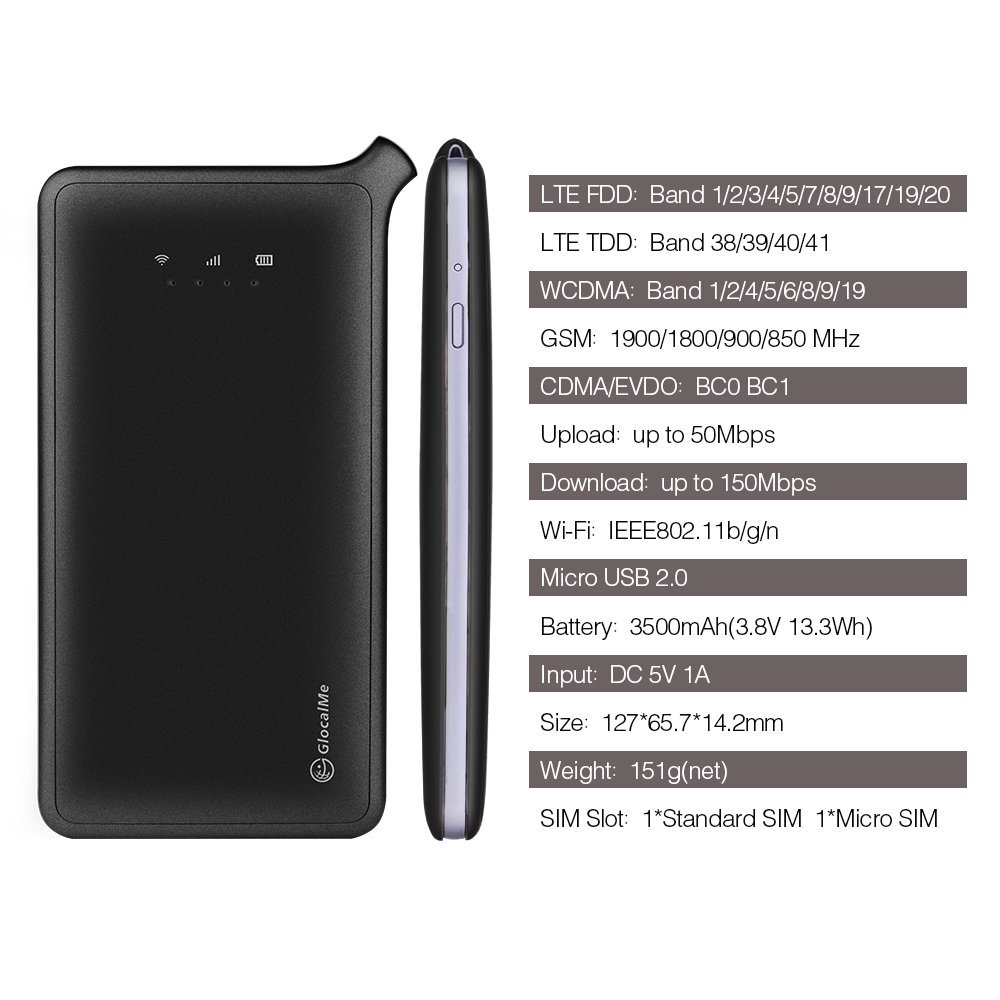 GlocalMe
LTE FDD: Band 1/2/3/4/5/7/8/9/17/19/20
LTE TDD: Band 38/39/40/41
WCDMA: Band 1/2/4/5/6/8/9/19
GSM: 1900/1800/900/850 MHz
CDMA/EVDO: BC0 BC1
Upload: up to 50Mbps
Download: up to 150Mbps
Wi-Fi: IEEE802.11b/g/n
Micro USB 2.0
Battery: 3500mAh(3.8V 13.3Wh)
Input: DC 5V 1A
Size: 127*65.7*14.2mm
Weight: 151g(net)
SIM Slot: 1*Standard SIM 1*Micro SIM